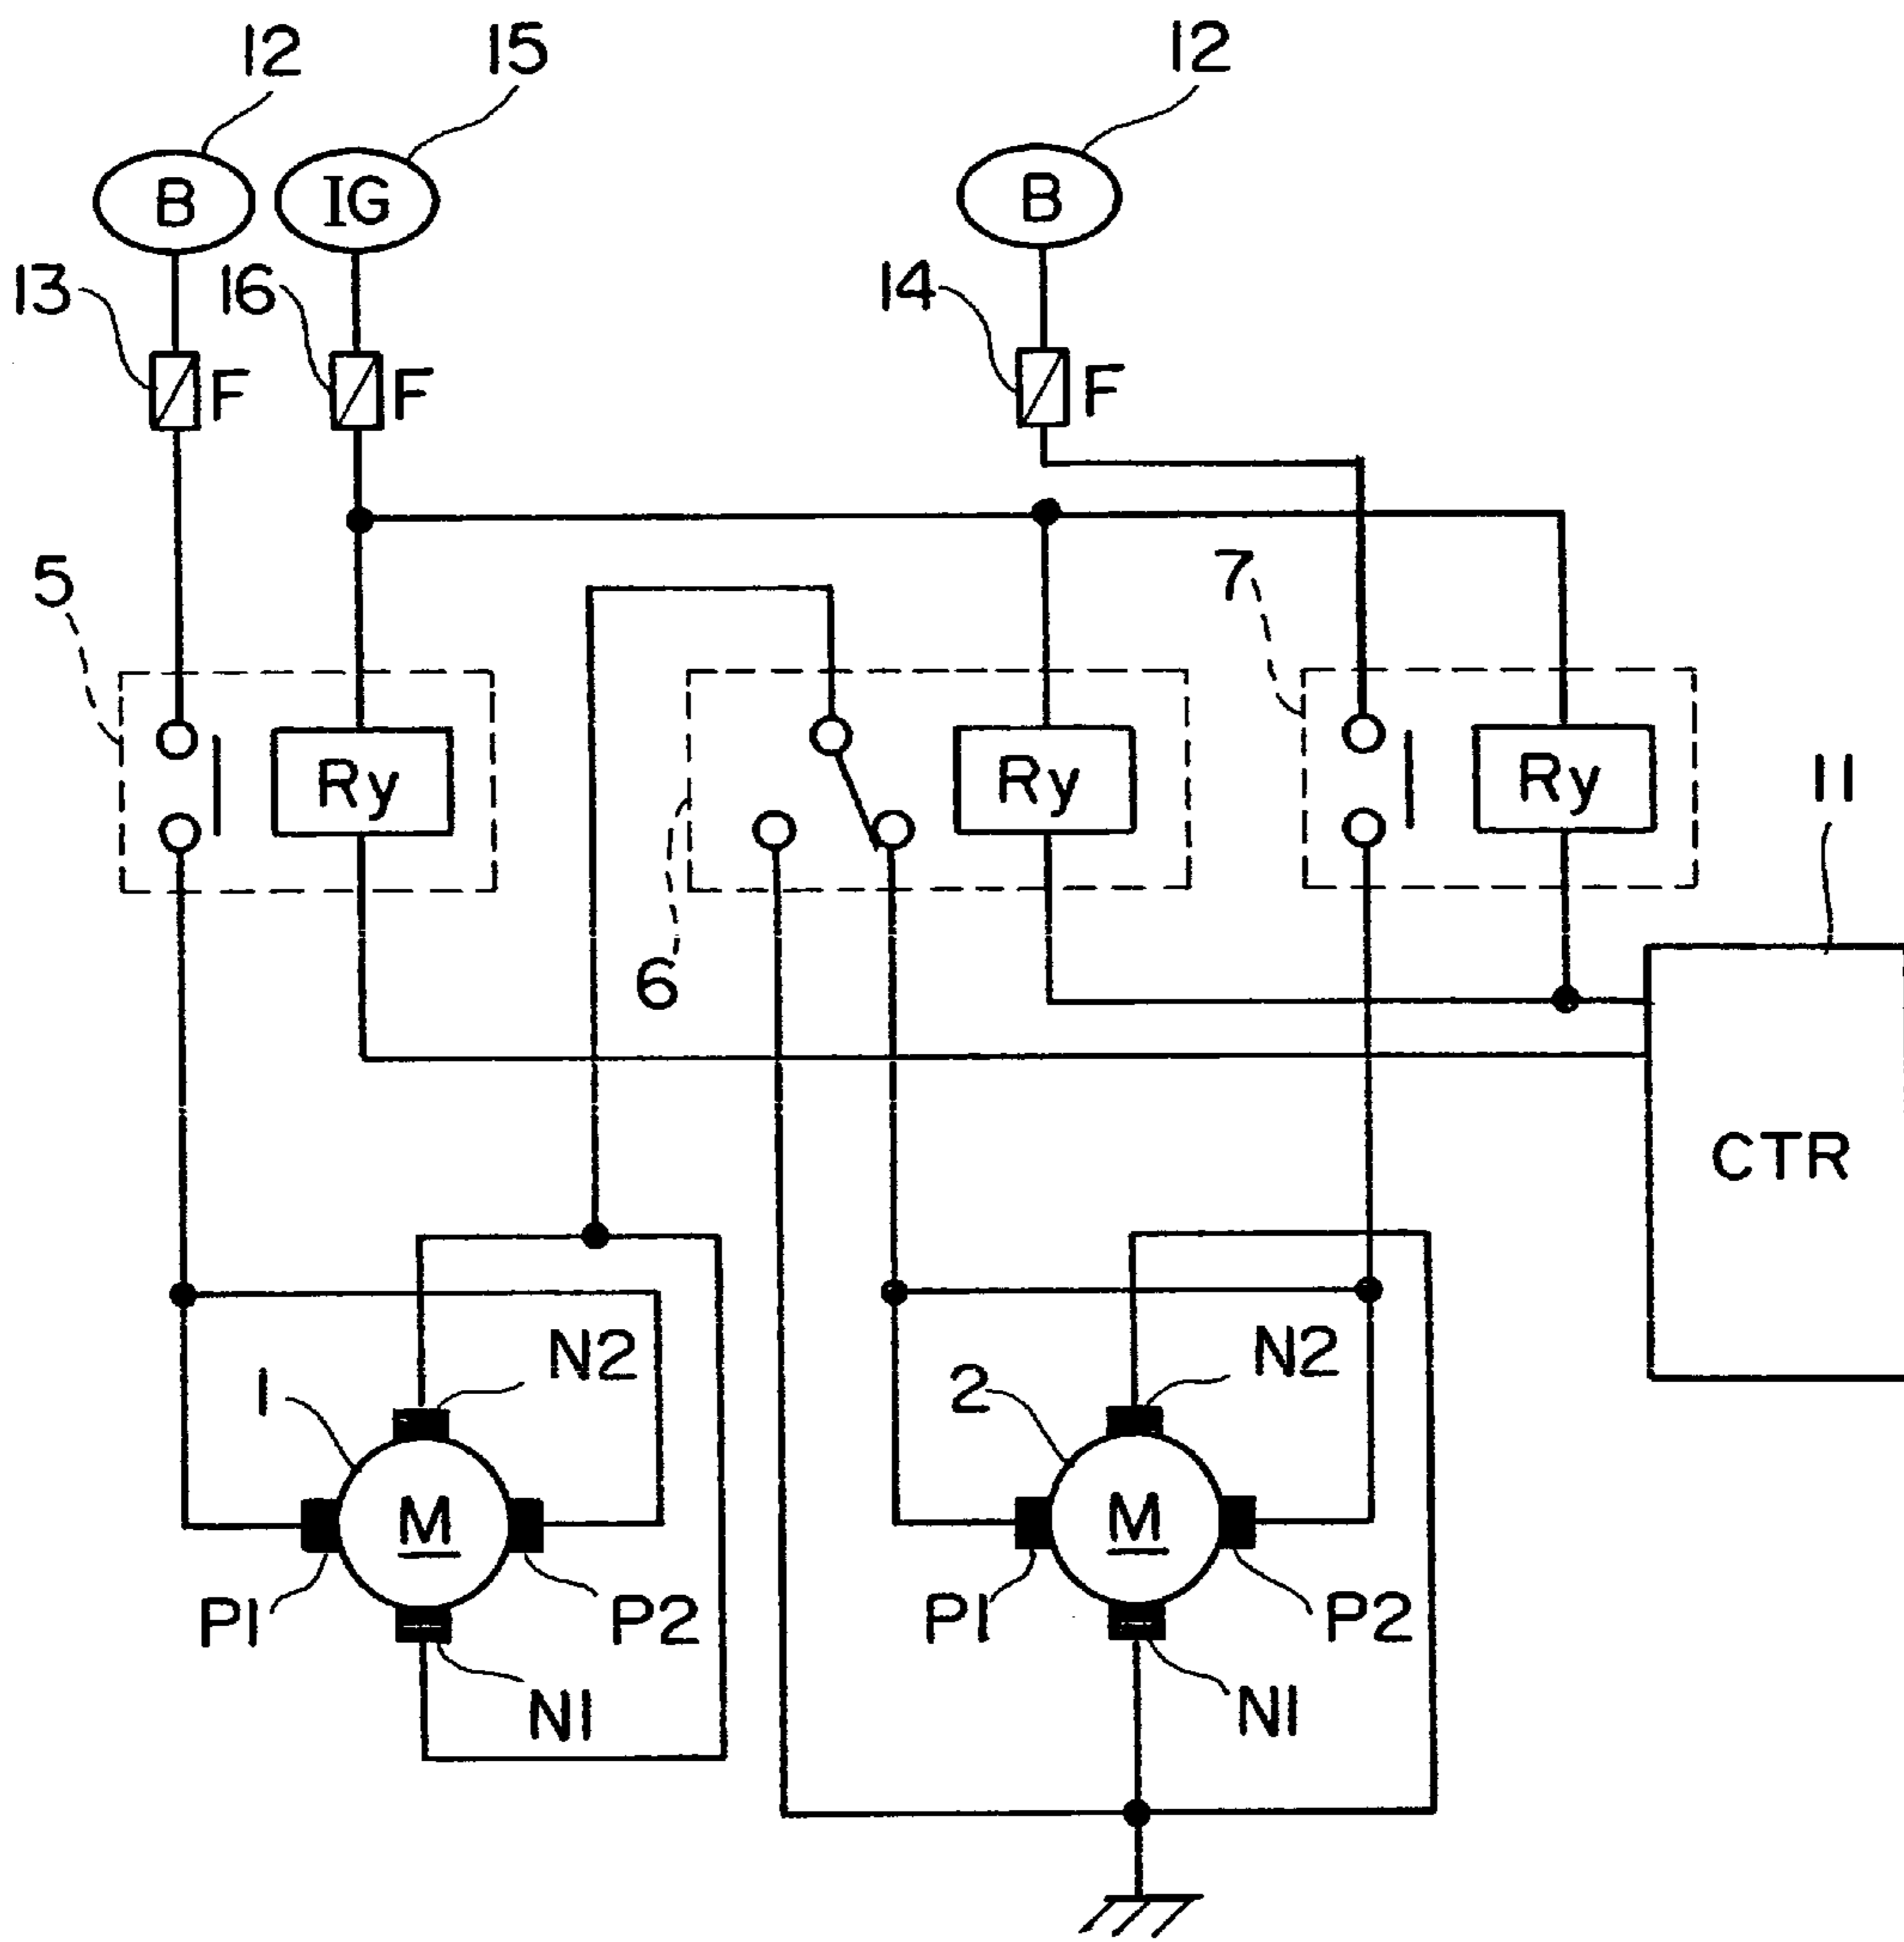 12 15 12
B IG B
13 16 14
F F F
5 7
Ry Ry Ry
11
6
CTR
N2 N2
1 2
M M
P1 P2 P1 P2
N1 N1